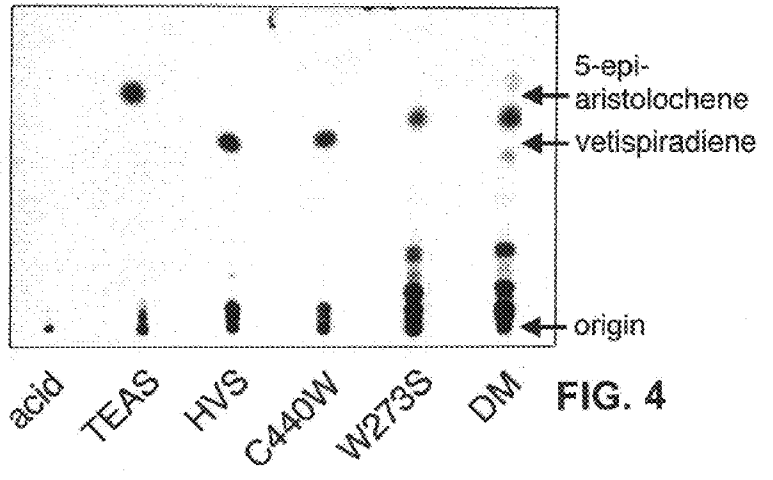 5-epi-
aristolochene
vetispiradiene
origin
acid
TEAS
HVS
C440W
W273S
DM
FIG. 4